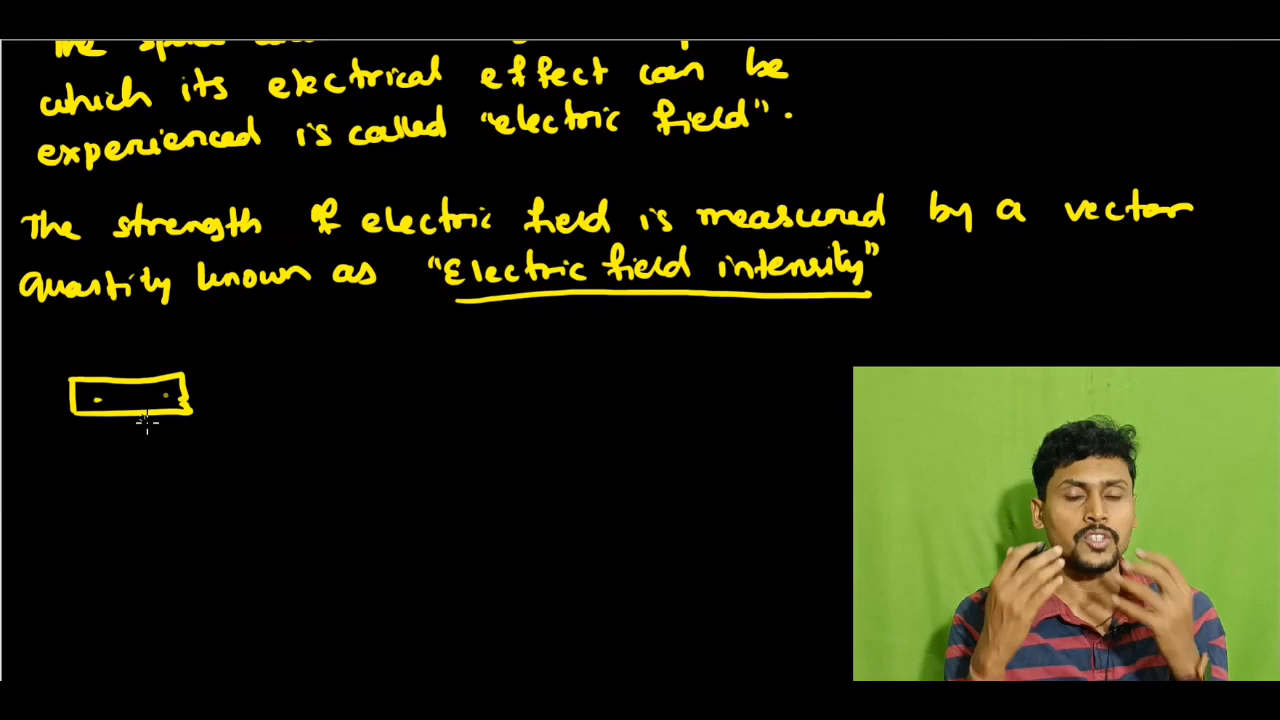 The
which its electrical effect can be
experienced is called "electric field".
The strength of electric field is measured by a vector
quantity known as "Electric field intensity"